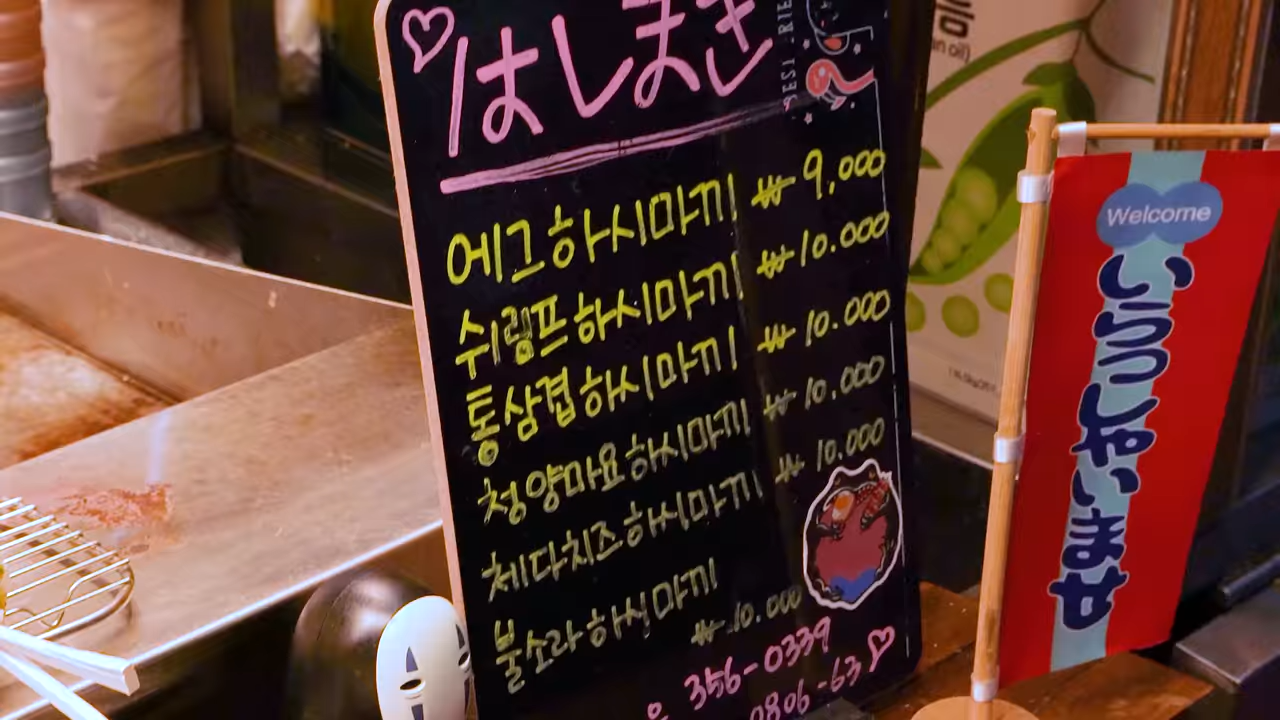 はしまき
에그하시마끼 ₩ 9,000
쉬림프하시마끼 ₩ 10.000
통삼겹하시마끼 ₩ 10.000
청양마요하시마끼 ₩ 10.000
체다치즈하시마끼 ₩ 10.000
불소라하시마끼
₩ 10.000
356-0339
0806-63
Welcome
いらっしゃいませ